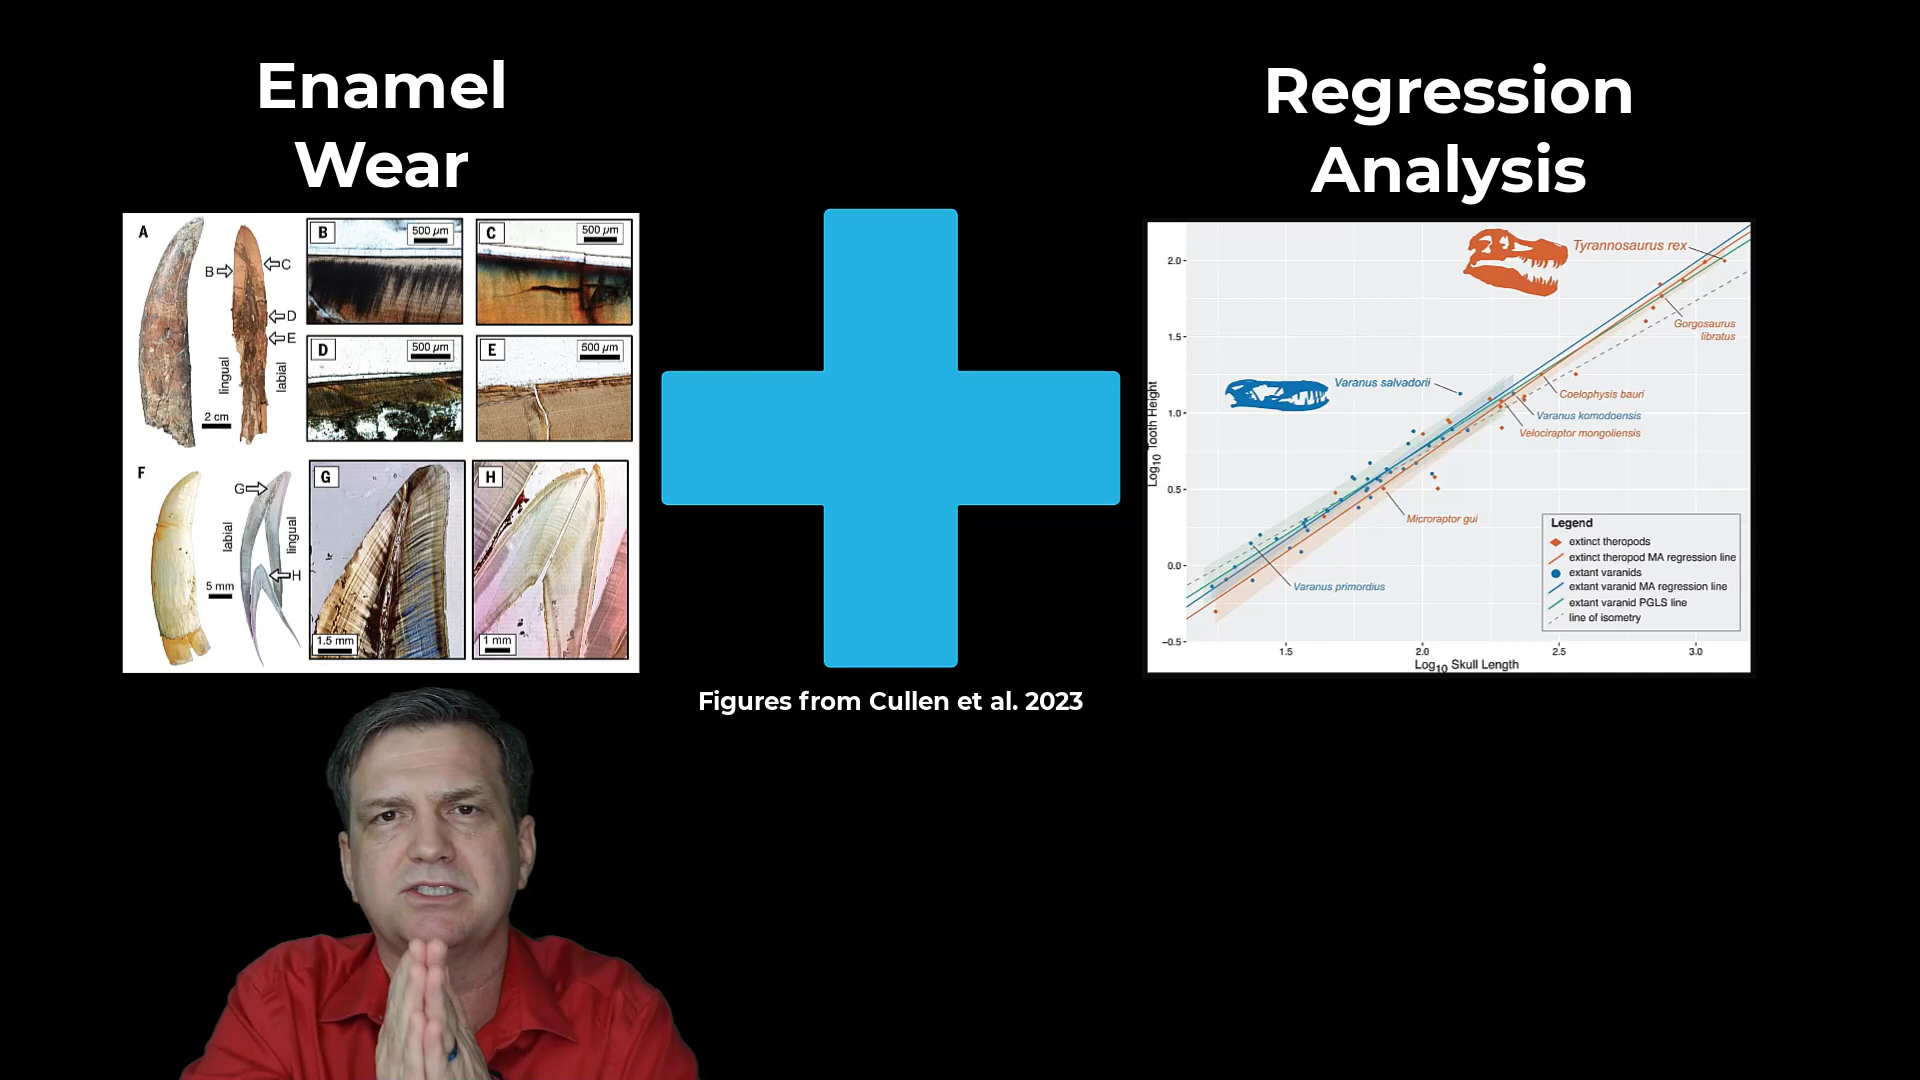 Enamel
Wear
Regression
Analysis
A
B
C
D
E
lingual
labial
2 cm
B
500 µm
C
500 µm
D
500 µm
E
500 µm
F
G
H
labial
lingual
5 mm
G
1.5 mm
H
1 mm
Figures from Cullen et al. 2023
Log10 Tooth Height
2.0
1.5
1.0
0.5
0.0
−0.5
Tyrannosaurus rex
Gorgosaurus
libratus
Varanus salvadorii
Coelophysis bauri
Varanus komodoensis
Velociraptor mongoliensis
Microraptor gui
Varanus primordius
Legend
extinct theropods
extinct theropod MA regression line
extant varanids
extant varanid MA regression line
extant varanid PGLS line
line of isometry
1.5
2.0
2.5
3.0
Log10 Skull Length